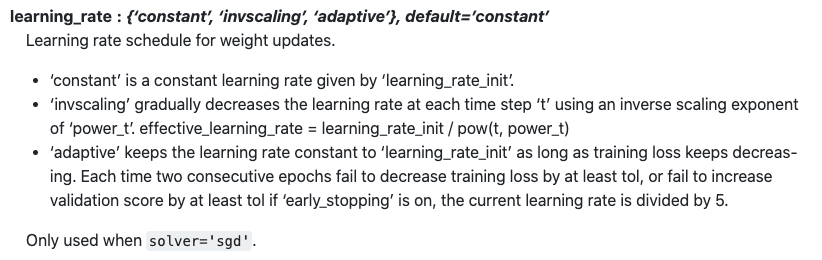 learning_rate : {‘constant’, ‘invscaling’, ‘adaptive’}, default=’constant’
Learning rate schedule for weight updates.
• ‘constant’ is a constant learning rate given by ‘learning_rate_init’.
• ‘invscaling’ gradually decreases the learning rate at each time step ‘t’ using an inverse scaling exponent
of ‘power_t’. effective_learning_rate = learning_rate_init / pow(t, power_t)
• ‘adaptive’ keeps the learning rate constant to ‘learning_rate_init’ as long as training loss keeps decreas-
ing. Each time two consecutive epochs fail to decrease training loss by at least tol, or fail to increase
validation score by at least tol if ‘early_stopping’ is on, the current learning rate is divided by 5.
Only used when solver='sgd'.